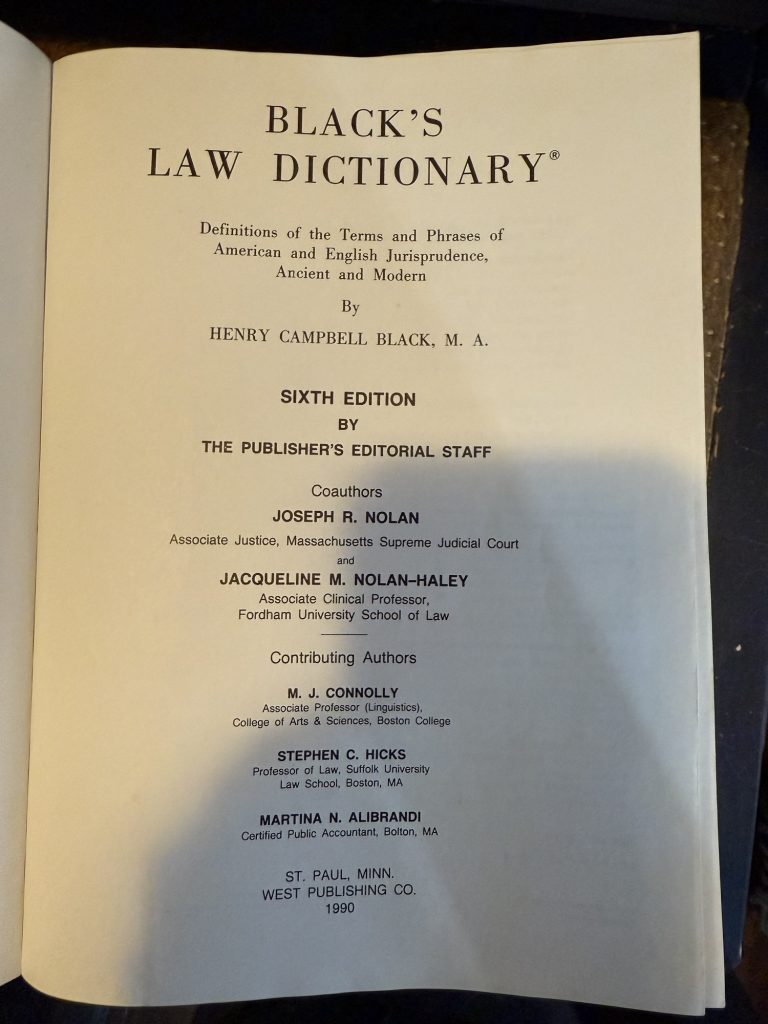 BLACK'S
LAW DICTIONARY®
Definitions of the Terms and Phrases of
American and English Jurisprudence,
Ancient and Modern
By
HENRY CAMPBELL BLACK, M. A.
SIXTH EDITION
BY
THE PUBLISHER'S EDITORIAL STAFF
Coauthors
JOSEPH R. NOLAN
Associate Justice, Massachusetts Supreme Judicial Court
and
JACQUELINE M. NOLAN–HALEY
Associate Clinical Professor,
Fordham University School of Law
Contributing Authors
M. J. CONNOLLY
Associate Professor (Linguistics),
College of Arts & Sciences, Boston College
STEPHEN C. HICKS
Professor of Law, Suffolk University
Law School, Boston, MA
MARTINA N. ALIBRANDI
Certified Public Accountant, Bolton, MA
ST. PAUL, MINN.
WEST PUBLISHING CO.
1990